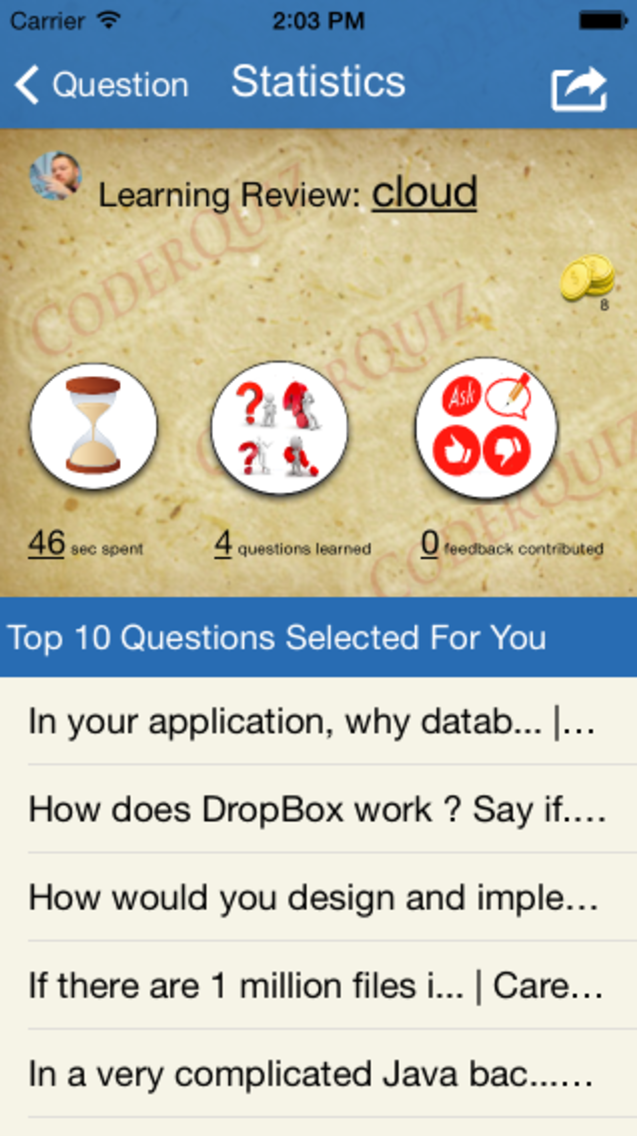 Carrier 2:03 PM
Question Statistics
Learning Review: cloud
CODERQUIZ
8
CODERQUIZ
Ask
CODERQUIZ
46 sec spent 4 questions learned 0 feedback contributed
Top 10 Questions Selected For You
In your application, why datab... |...
How does DropBox work ? Say if....
How would you design and imple...
If there are 1 million files i... | Care...
In a very complicated Java bac......